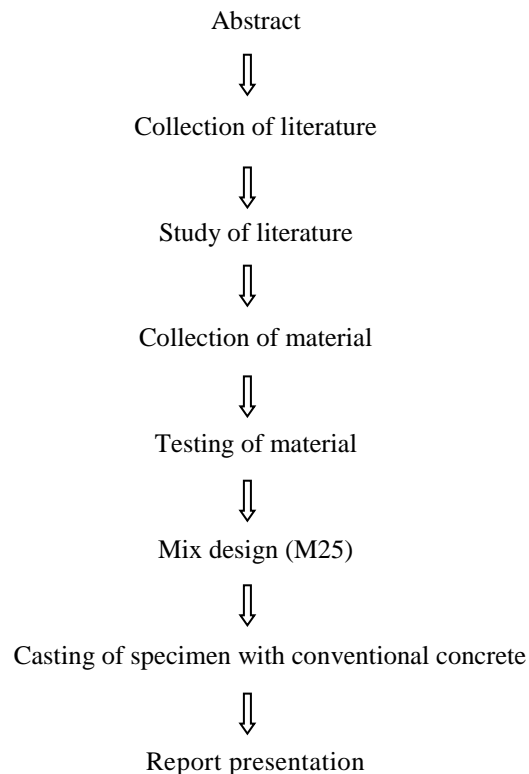 Abstract
Collection of literature
Study of literature
Collection of material
Testing of material
Mix design (M25)
Casting of specimen with conventional concrete
Report presentation